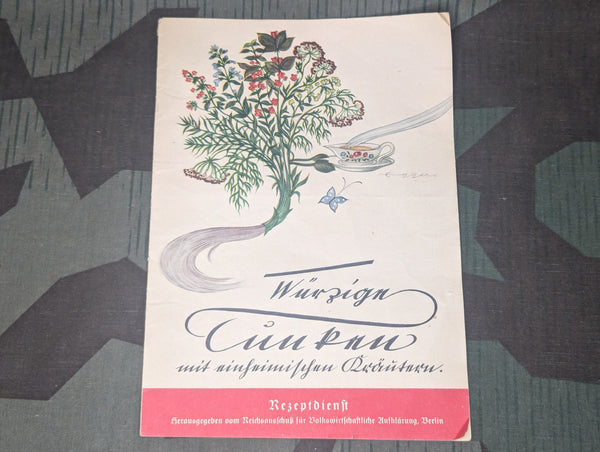 Würzige
Tunken
mit einheimischen Kräutern.
Rezeptdienst
Herausgegeben vom Reichsausschuß für Volkswirtschaftliche Aufklärung, Berlin